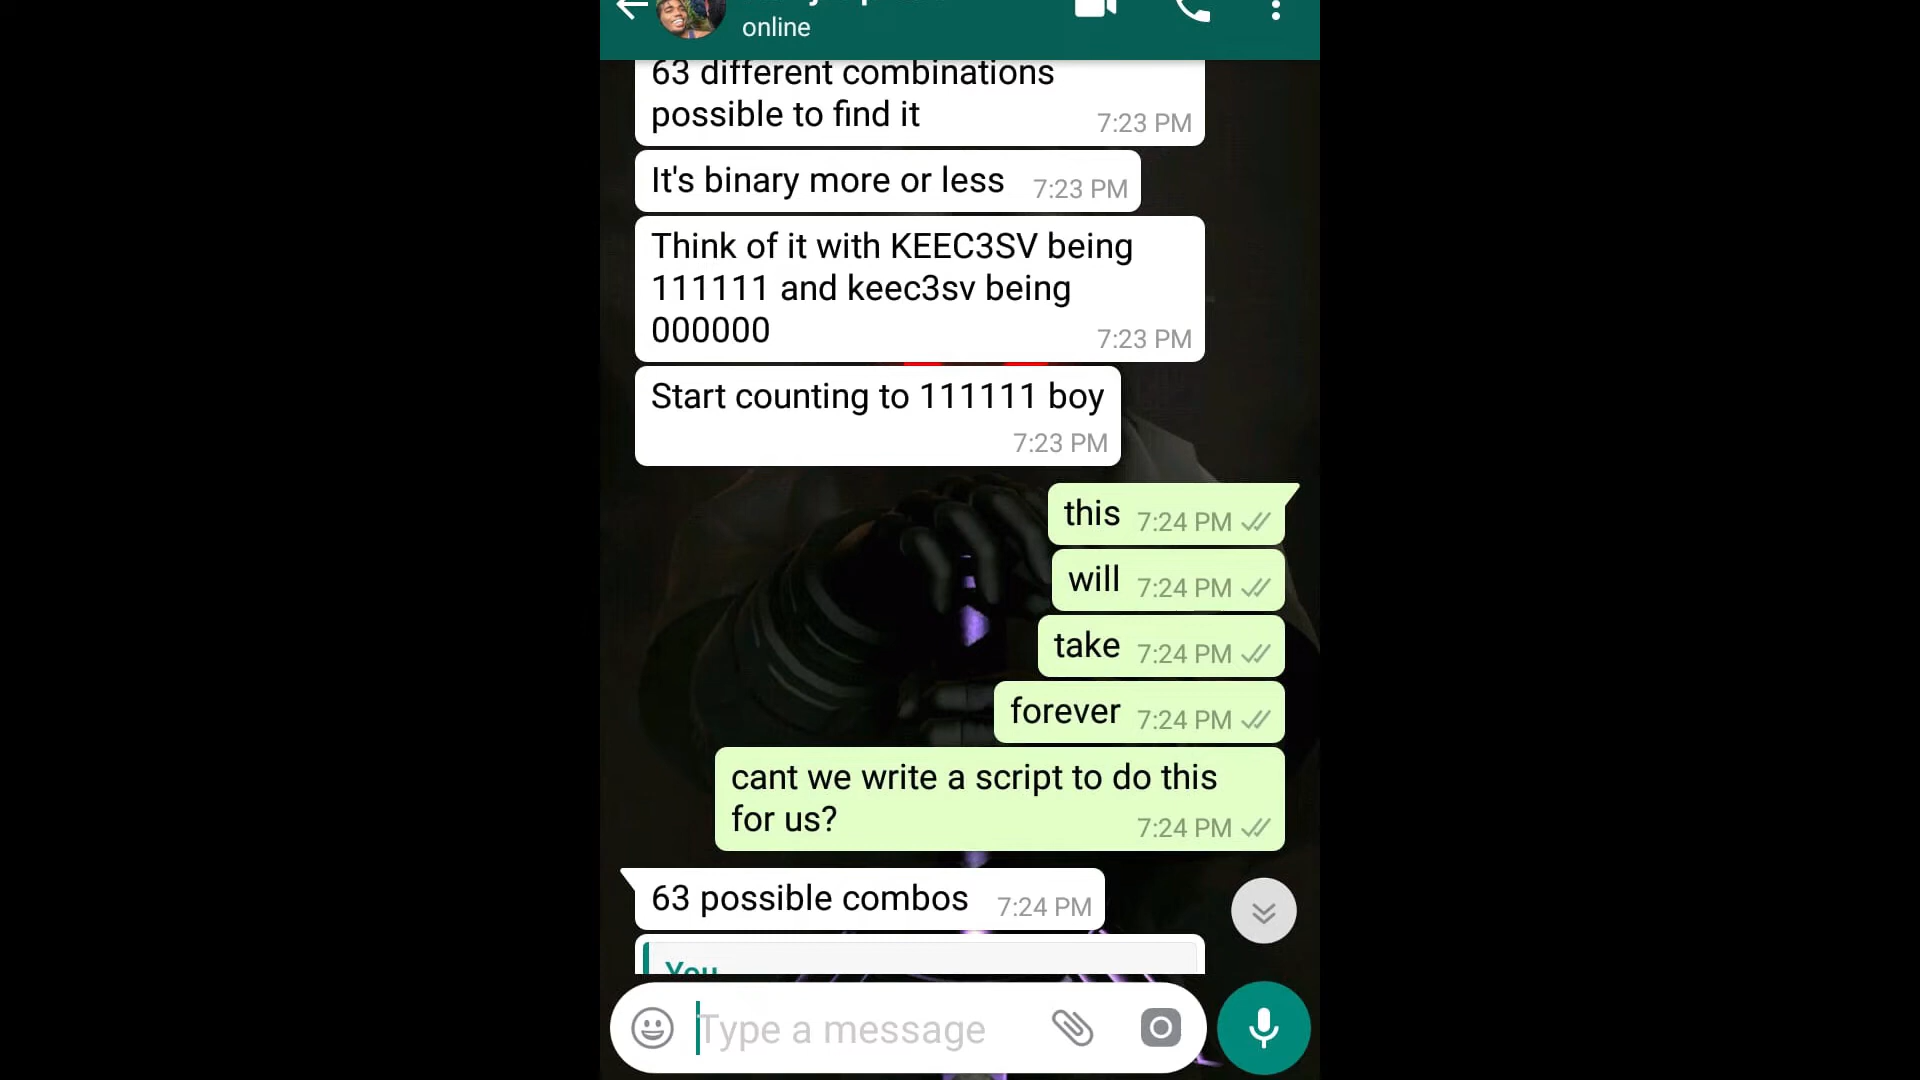 online
63 different combinations
possible to find it
7:23 PM
It's binary more or less 7:23 PM
Think of it with KEEC3SV being
111111 and keec3sv being
000000
7:23 PM
Start counting to 111111 boy
7:23 PM
this 7:24 PM
will 7:24 PM
take 7:24 PM
forever 7:24 PM
cant we write a script to do this
for us? 7:24 PM
63 possible combos 7:24 PM
You
Type a message